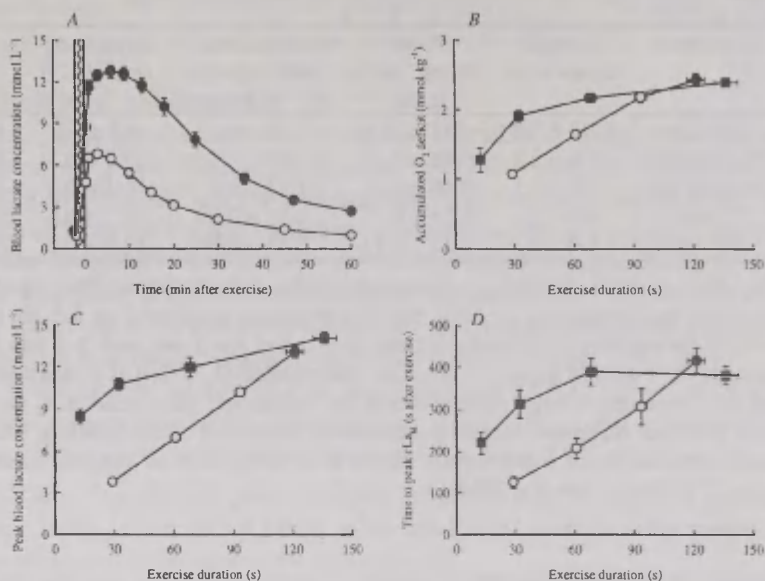 A
Blood lactate concentration (mmol L⁻¹)
15
12
9
6
3
0
0 10 20 30 40 50 60
Time (min after exercise)
B
Accumulated O₂ deficit (mmol kg⁻¹)
3
2
1
0
0 30 60 90 120 150
Exercise duration (s)
C
Peak blood lactate concentration (mmol L⁻¹)
15
12
9
6
3
0
0 30 60 90 120 150
Exercise duration (s)
D
Time to peak cLa (s after exercise)
500
400
300
200
100
0
0 30 60 90 120 150
Exercise duration (s)